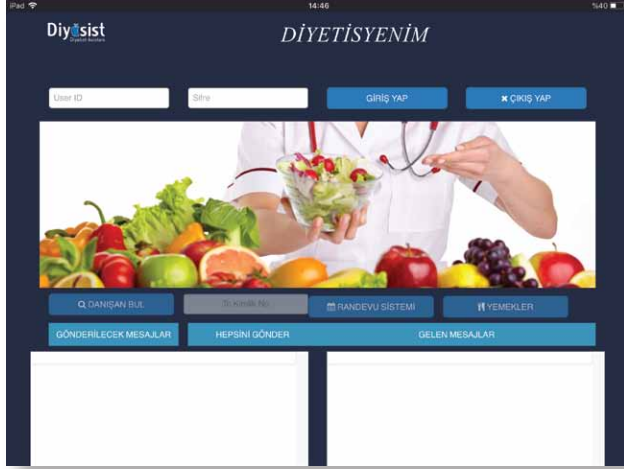 iPad 14:46 %40
Diyasist
DİYETİSYENİM
User ID Sifre GİRİŞ YAP ✖ ÇIKIŞ YAP
DANIŞAN BUL Tc Kimlik No RANDEVU SİSTEMİ YEMEKLER
GÖNDERİLECEK MESAJLAR HEPSİNİ GÖNDER GELEN MESAJLAR